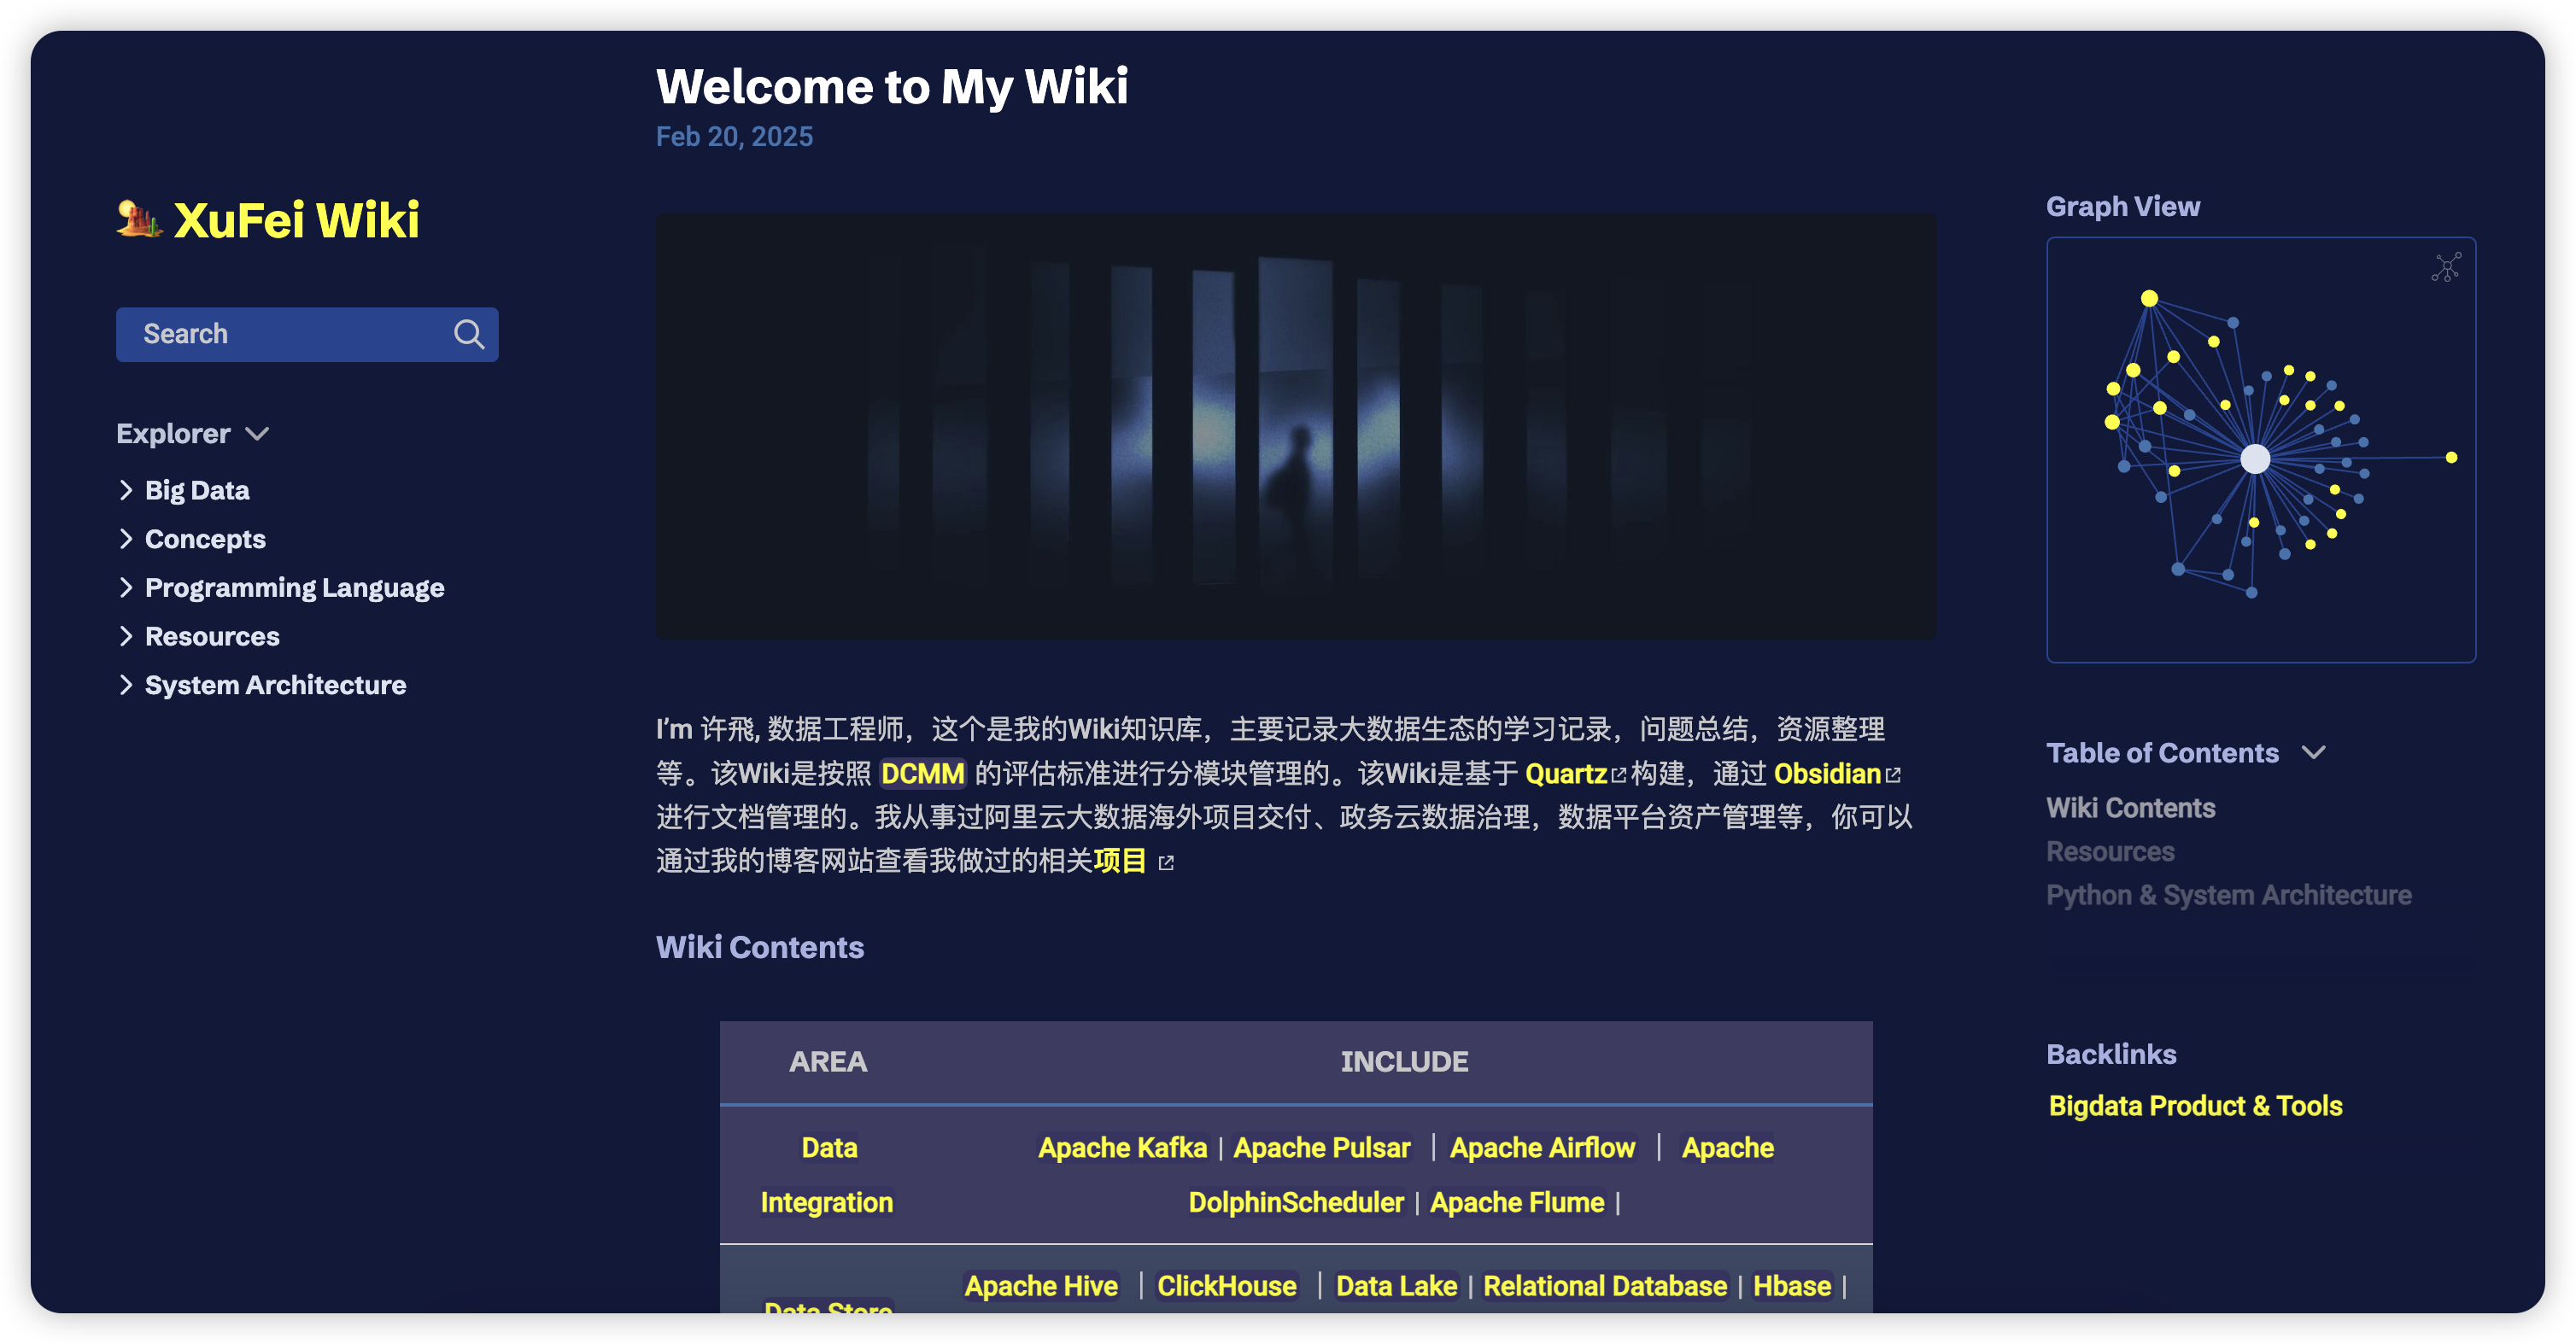 XuFei Wiki
Search
Explorer
Big Data
Concepts
Programming Language
Resources
System Architecture
Welcome to My Wiki
Feb 20, 2025
I’m 许飛, 数据工程师，这个是我的Wiki知识库，主要记录大数据生态的学习记录，问题总结，资源整理
等。该Wiki是按照 DCMM 的评估标准进行分模块管理的。该Wiki是基于 Quartz 构建，通过 Obsidian
进行文档管理的。我从事过阿里云大数据海外项目交付、政务云数据治理，数据平台资产管理等，你可以
通过我的博客网站查看我做过的相关项目
Wiki Contents
AREA INCLUDE
Data Apache Kafka | Apache Pulsar | Apache Airflow | Apache
Integration DolphinScheduler | Apache Flume |
Apache Hive | ClickHouse | Data Lake | Relational Database | Hbase |
Data Store
Graph View
Table of Contents
Wiki Contents
Resources
Python & System Architecture
Backlinks
Bigdata Product & Tools